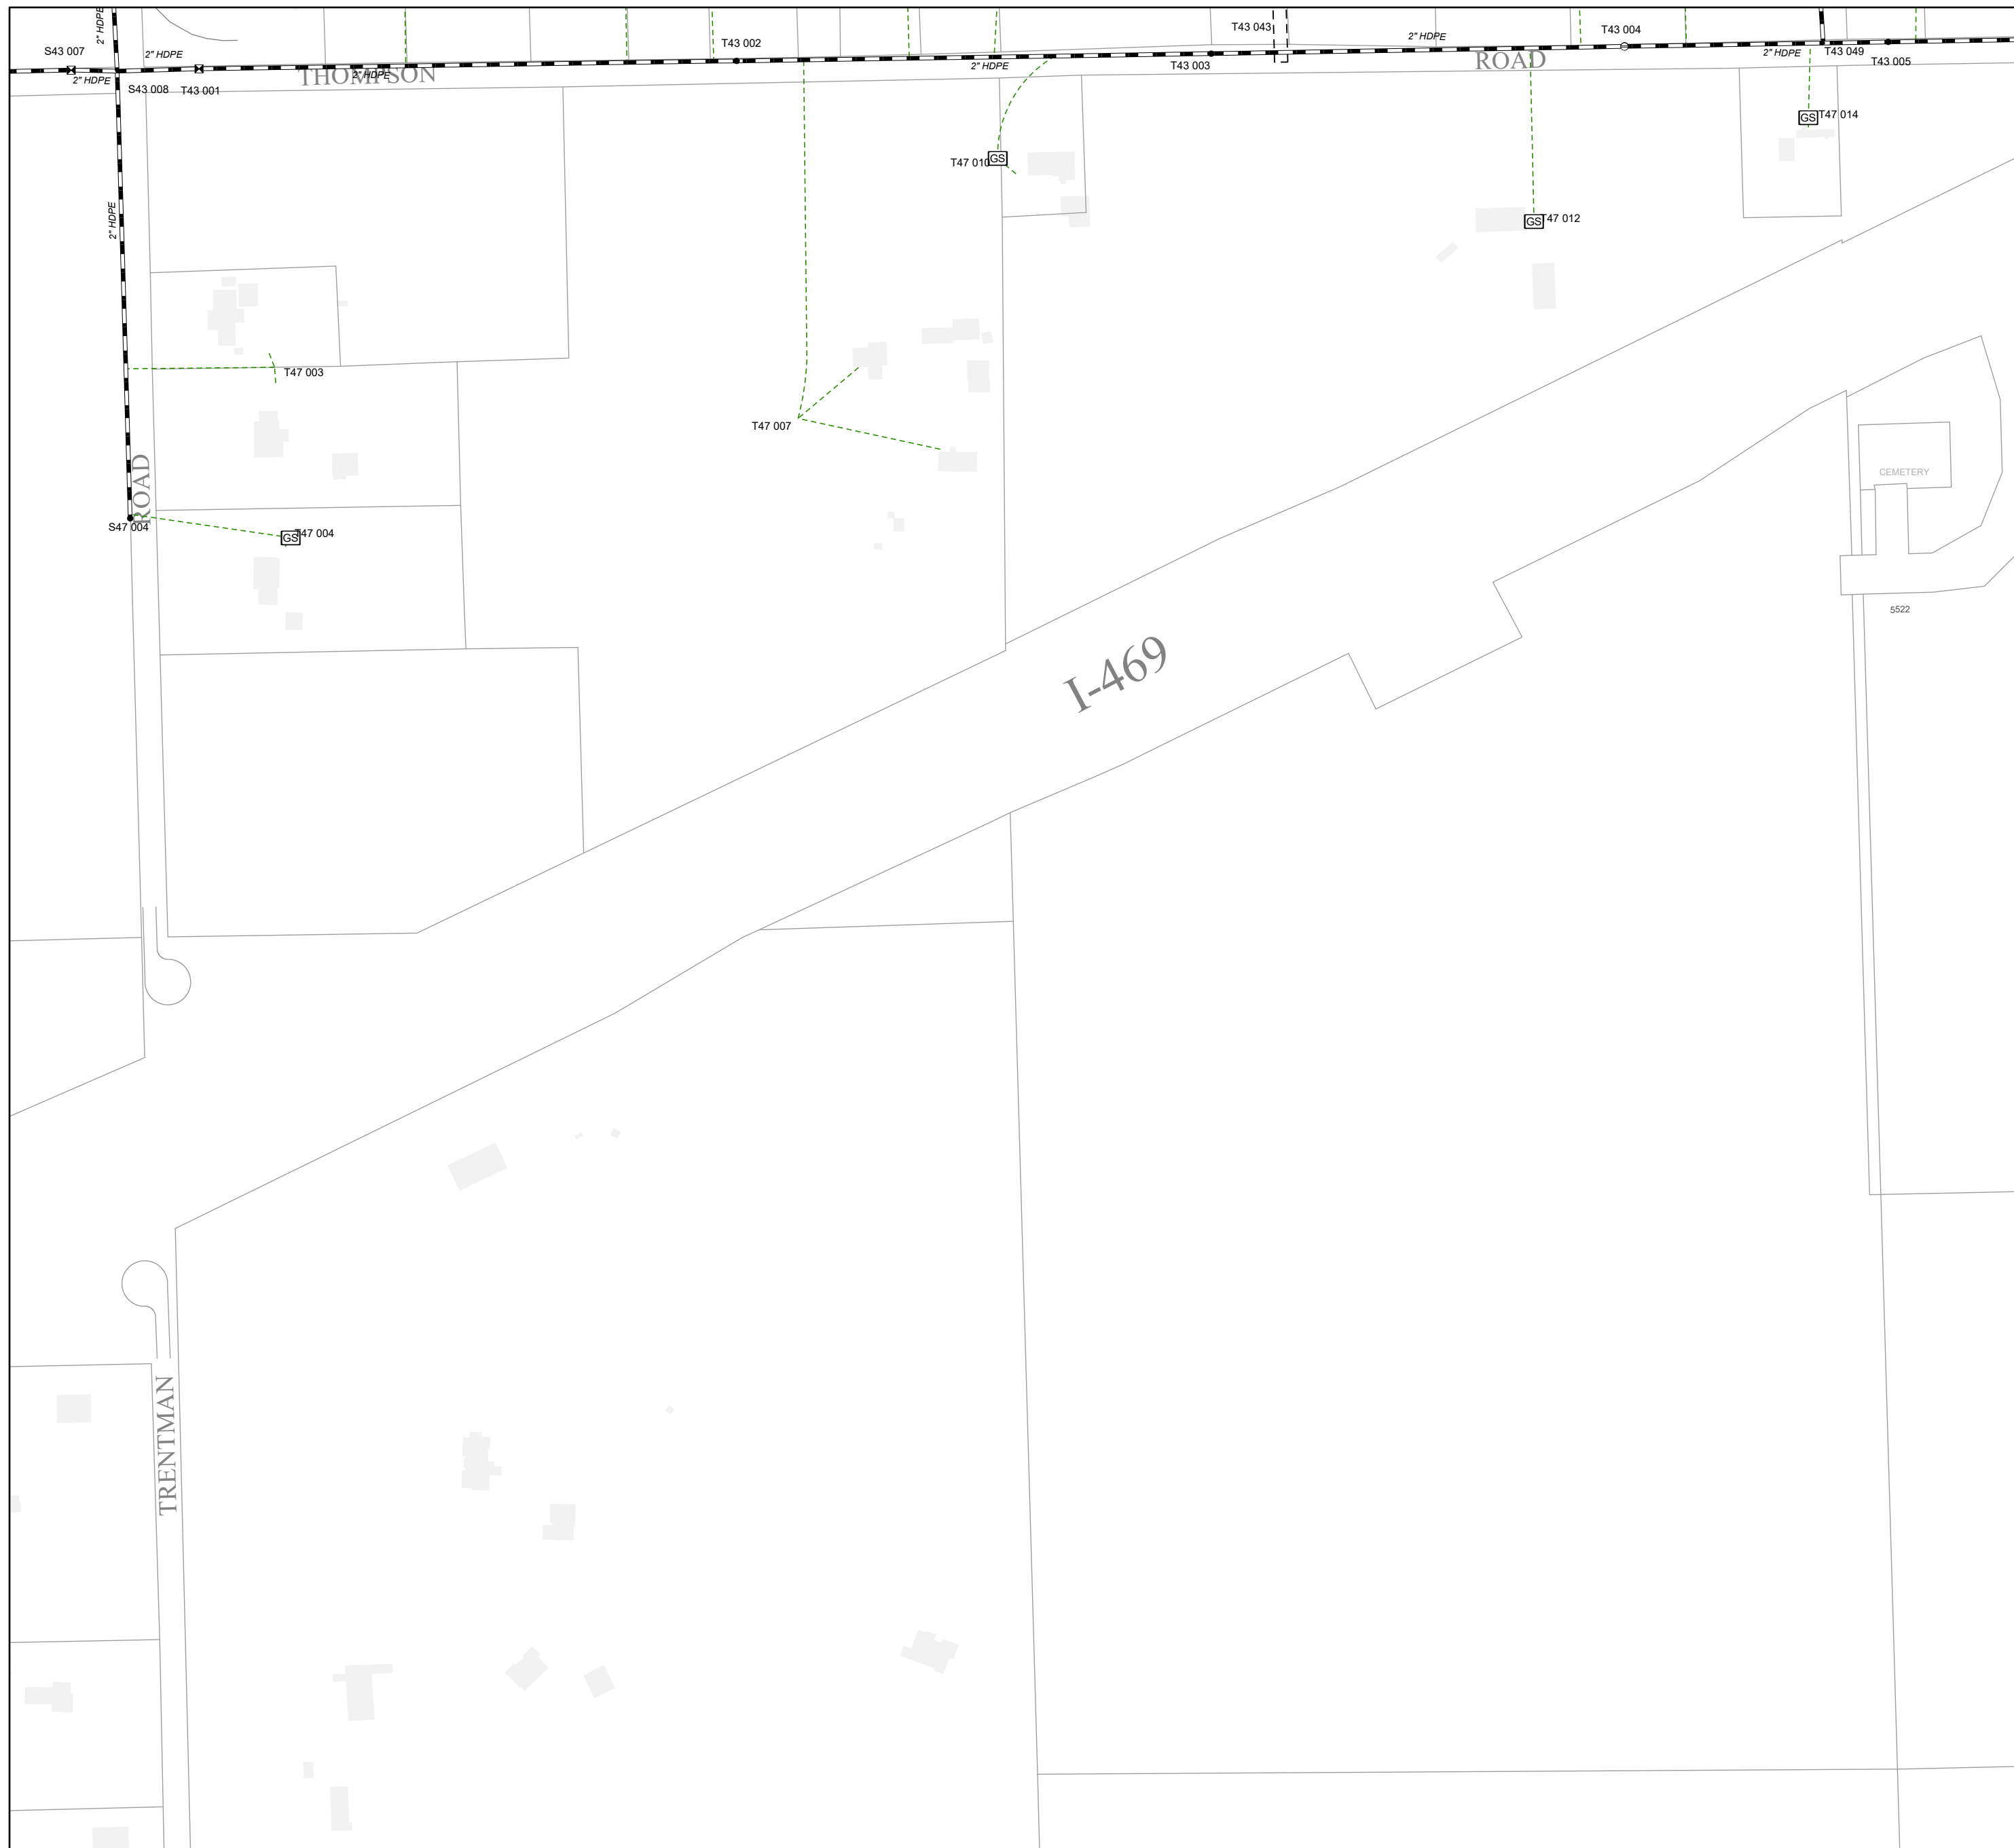 2" HDPE
S43 007
2" HDPE
2" HDPE
S43 008
T43 001
THOMPSON
2" HDPE
T43 002
2" HDPE
T43 003
T43 043
2" HDPE
ROAD
T43 004
2" HDPE
T43 049
T43 005
GS
T47 014
T47 010
GS
2" HDPE
GS
T47 012
T47 003
T47 007
ROAD
S47 004
GS
T47 004
CEMETERY
5522
I-469
TRENTMAN